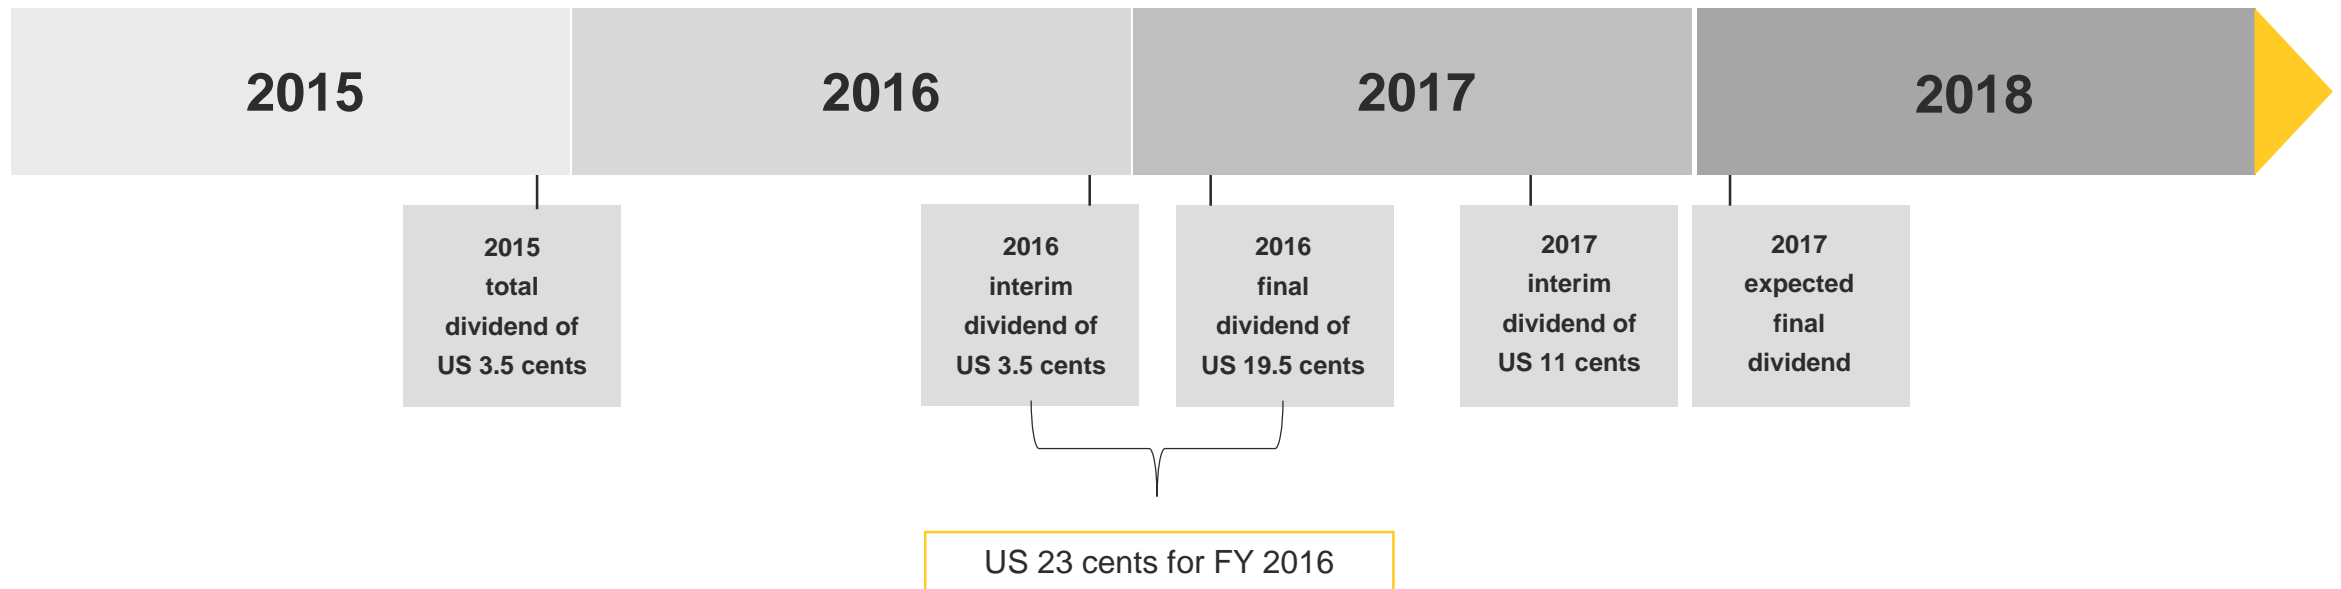 2015
2016
2017
2018
2015
total
dividend of
US 3.5 cents
2016
interim
dividend of
US 3.5 cents
2016
final
dividend of
US 19.5 cents
2017
interim
dividend of
US 11 cents
2017
expected
final
dividend
US 23 cents for FY 2016